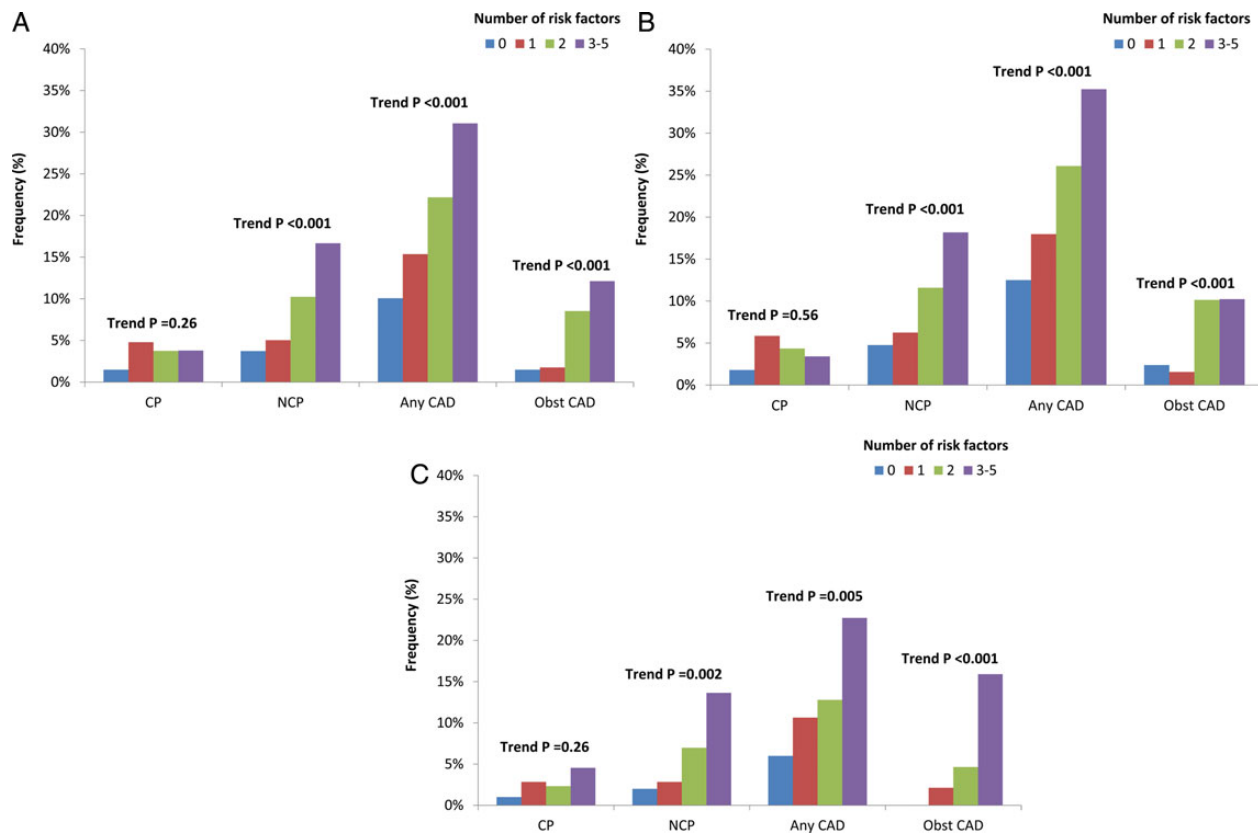 A
Number of risk factors
0 1 2 3-5
40%
35%
30%
25%
20%
15%
10%
5%
0%
Frequency (%)
Trend P =0.26
Trend P <0.001
Trend P <0.001
Trend P <0.001
CP NCP Any CAD Obst CAD
B
Number of risk factors
0 1 2 3-5
40%
35%
30%
25%
20%
15%
10%
5%
0%
Frequency (%)
Trend P =0.56
Trend P <0.001
Trend P <0.001
Trend P <0.001
CP NCP Any CAD Obst CAD
C
Number of risk factors
0 1 2 3-5
40%
35%
30%
25%
20%
15%
10%
5%
0%
Frequency (%)
Trend P =0.26
Trend P =0.002
Trend P =0.005
Trend P <0.001
CP NCP Any CAD Obst CAD